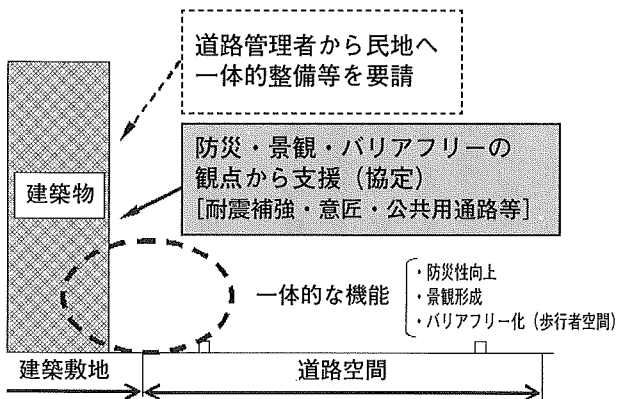 道路管理者から民地へ
一体的整備等を要請
防災・景観・バリアフリーの
観点から支援（協定）
［耐震補強・意匠・公共用通路等］
建築物
一体的な機能
・防災性向上
・景観形成
・バリアフリー化（歩行者空間）
建築敷地
道路空間